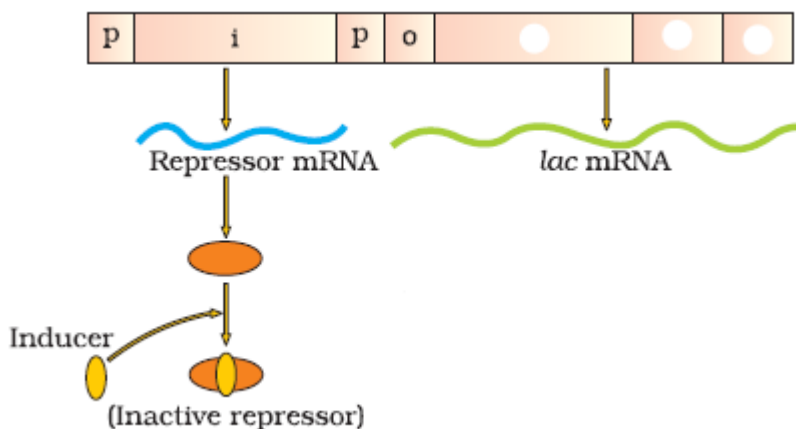 p i p o
Repressor mRNA
lac mRNA
Inducer
(Inactive repressor)